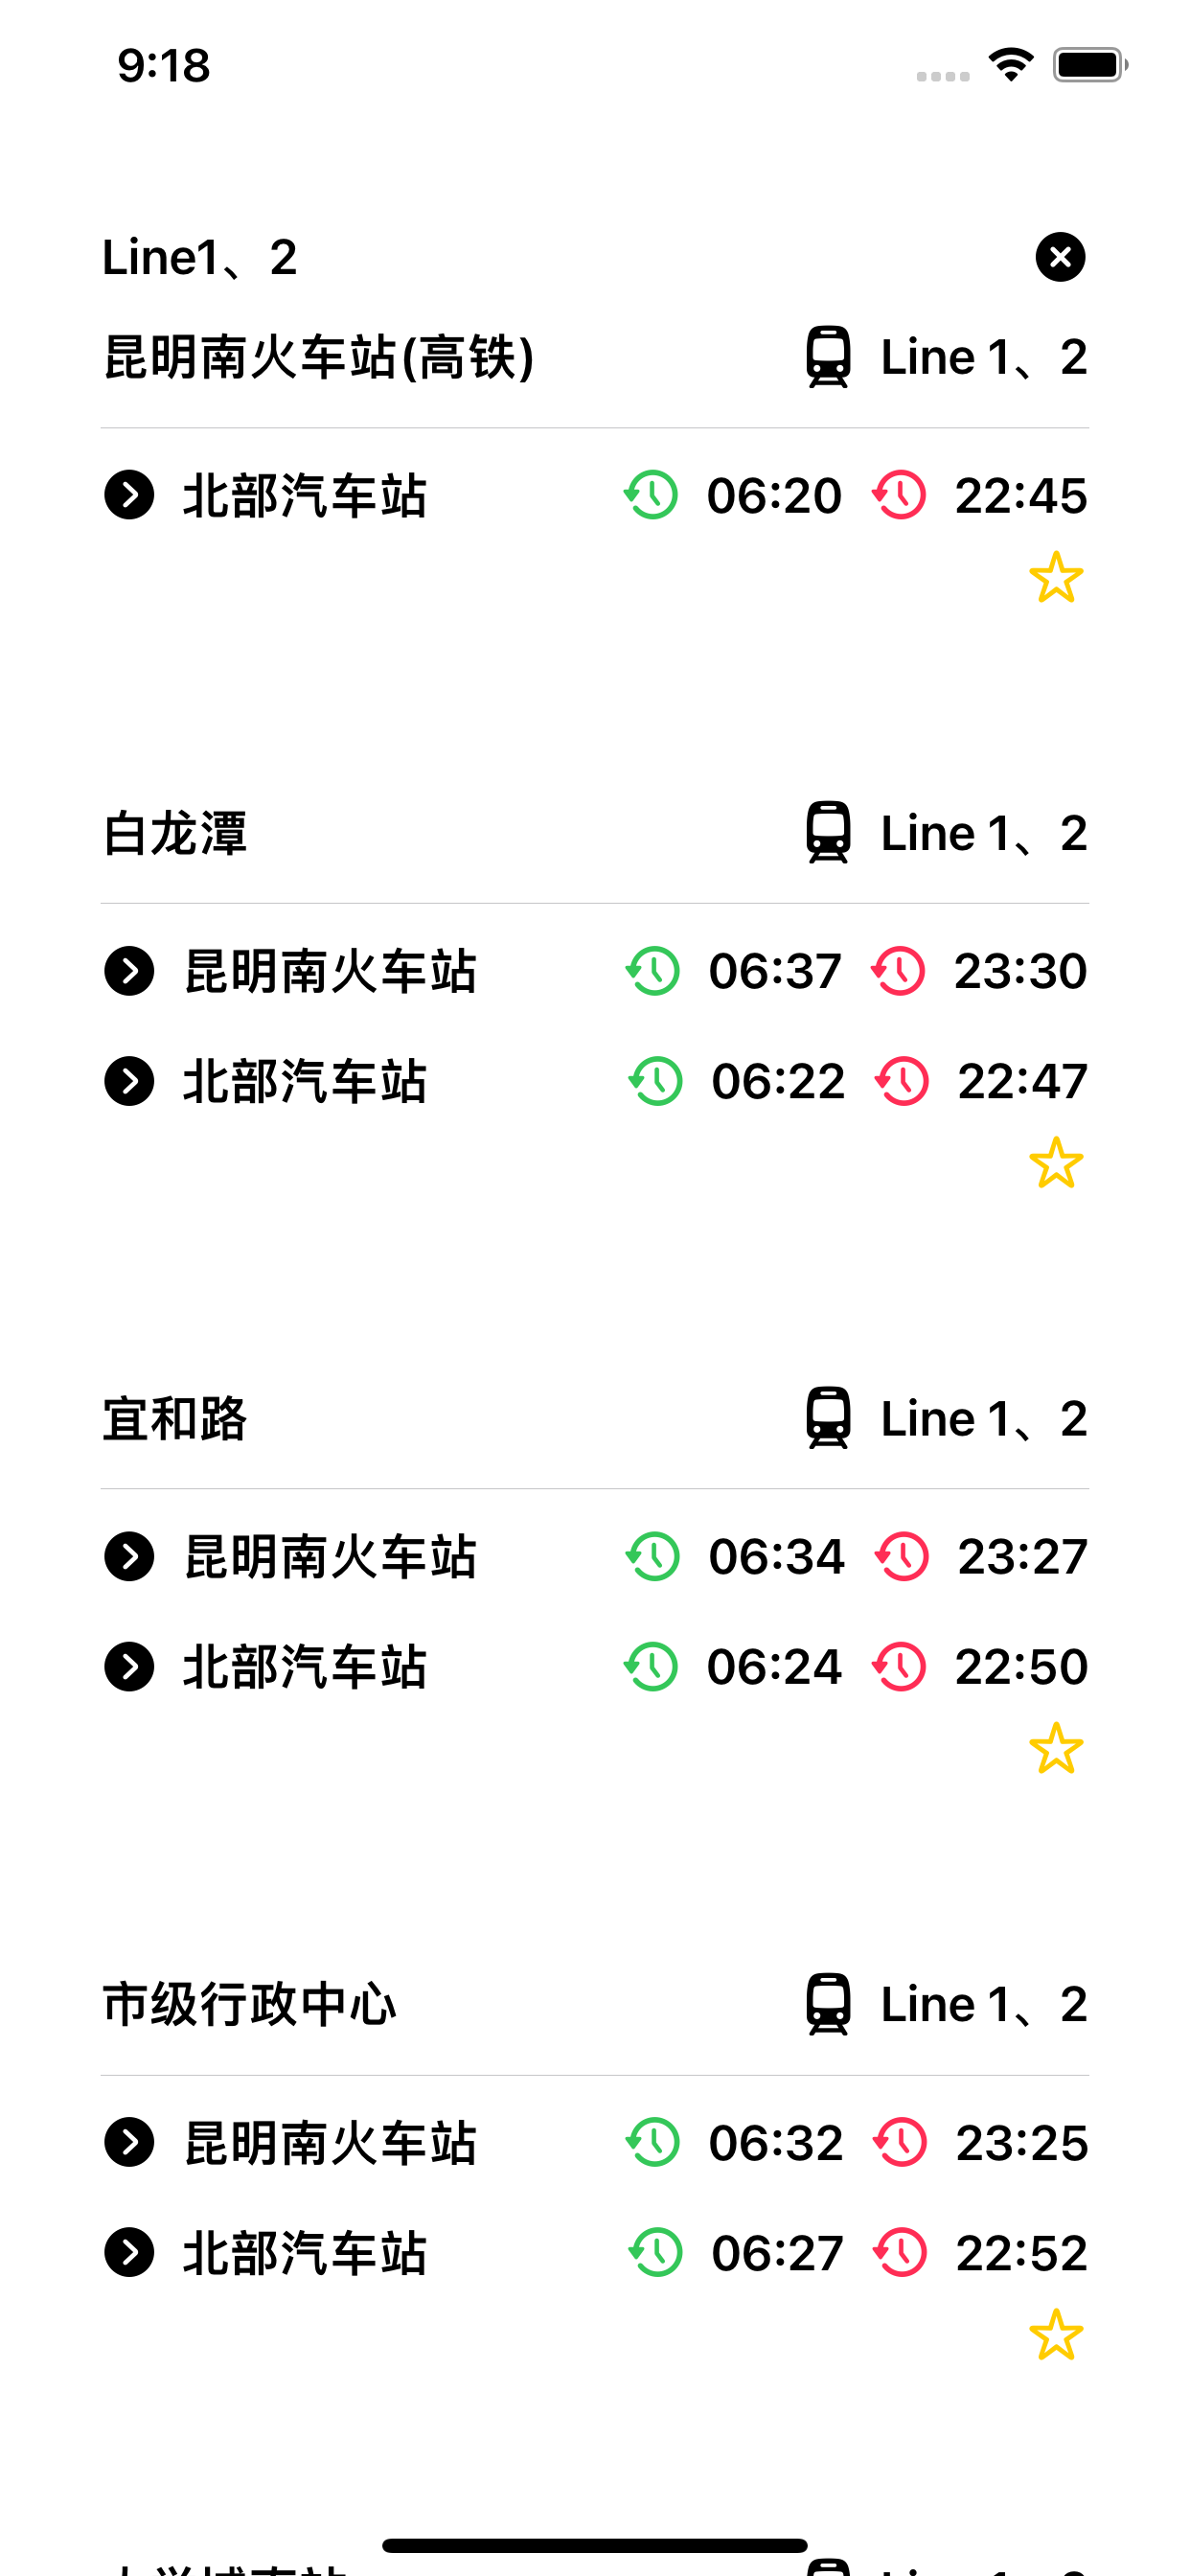 9:18
Line1、2
昆明南火车站(高铁) Line 1、2
北部汽车站 06:20 22:45
白龙潭 Line 1、2
昆明南火车站 06:37 23:30
北部汽车站 06:22 22:47
宜和路 Line 1、2
昆明南火车站 06:34 23:27
北部汽车站 06:24 22:50
市级行政中心 Line 1、2
昆明南火车站 06:32 23:25
北部汽车站 06:27 22:52